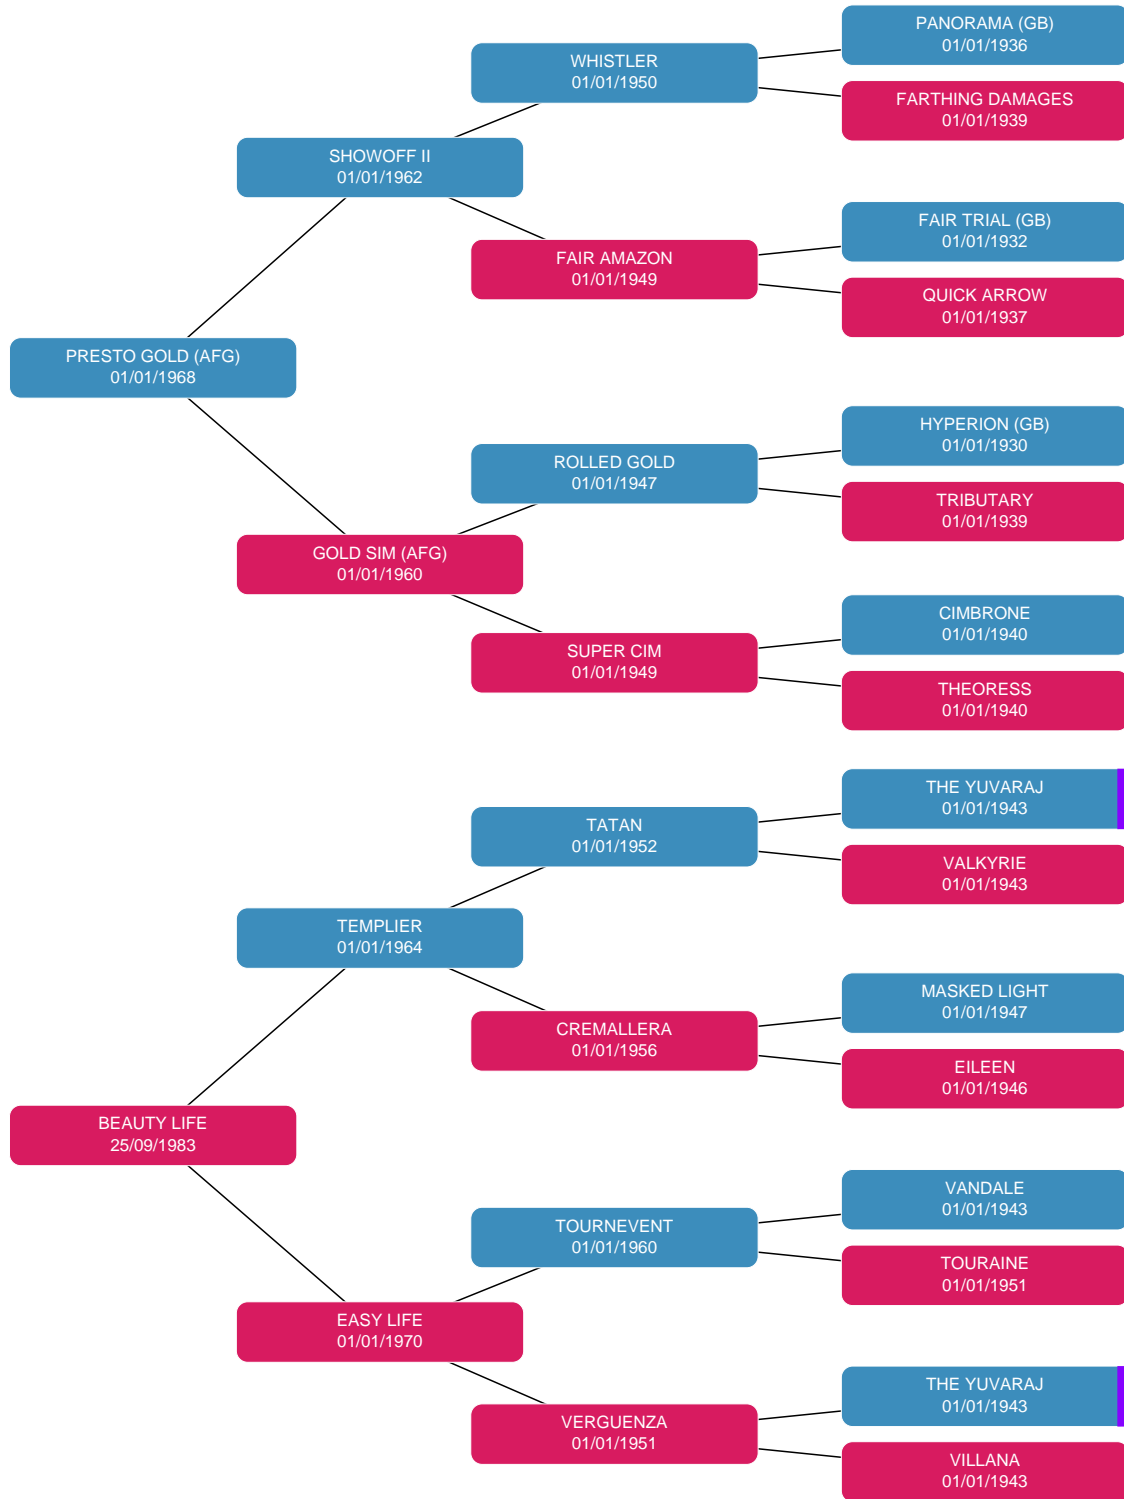 PANORAMA (GB)
01/01/1936
WHISTLER
01/01/1950
FARTHING DAMAGES
01/01/1939
SHOWOFF II
01/01/1962
FAIR TRIAL (GB)
01/01/1932
FAIR AMAZON
01/01/1949
QUICK ARROW
01/01/1937
PRESTO GOLD (AFG)
01/01/1968
HYPERION (GB)
01/01/1930
ROLLED GOLD
01/01/1947
TRIBUTARY
01/01/1939
GOLD SIM (AFG)
01/01/1960
CIMBRONE
01/01/1940
SUPER CIM
01/01/1949
THEORESS
01/01/1940
THE YUVARAJ
01/01/1943
TATAN
01/01/1952
VALKYRIE
01/01/1943
TEMPLIER
01/01/1964
MASKED LIGHT
01/01/1947
CREMALLERA
01/01/1956
EILEEN
01/01/1946
BEAUTY LIFE
25/09/1983
VANDALE
01/01/1943
TOURNEVENT
01/01/1960
TOURAINE
01/01/1951
EASY LIFE
01/01/1970
THE YUVARAJ
01/01/1943
VERGUENZA
01/01/1951
VILLANA
01/01/1943